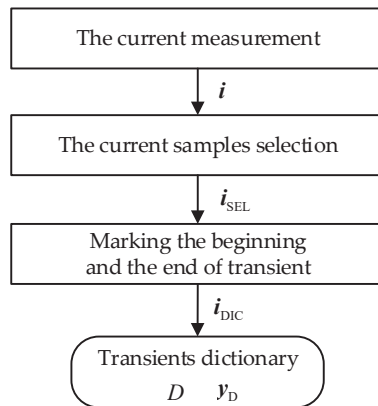 The current measurement
i
The current samples selection
iSEL
Marking the beginning
and the end of transient
iDIC
Transients dictionary
D yD